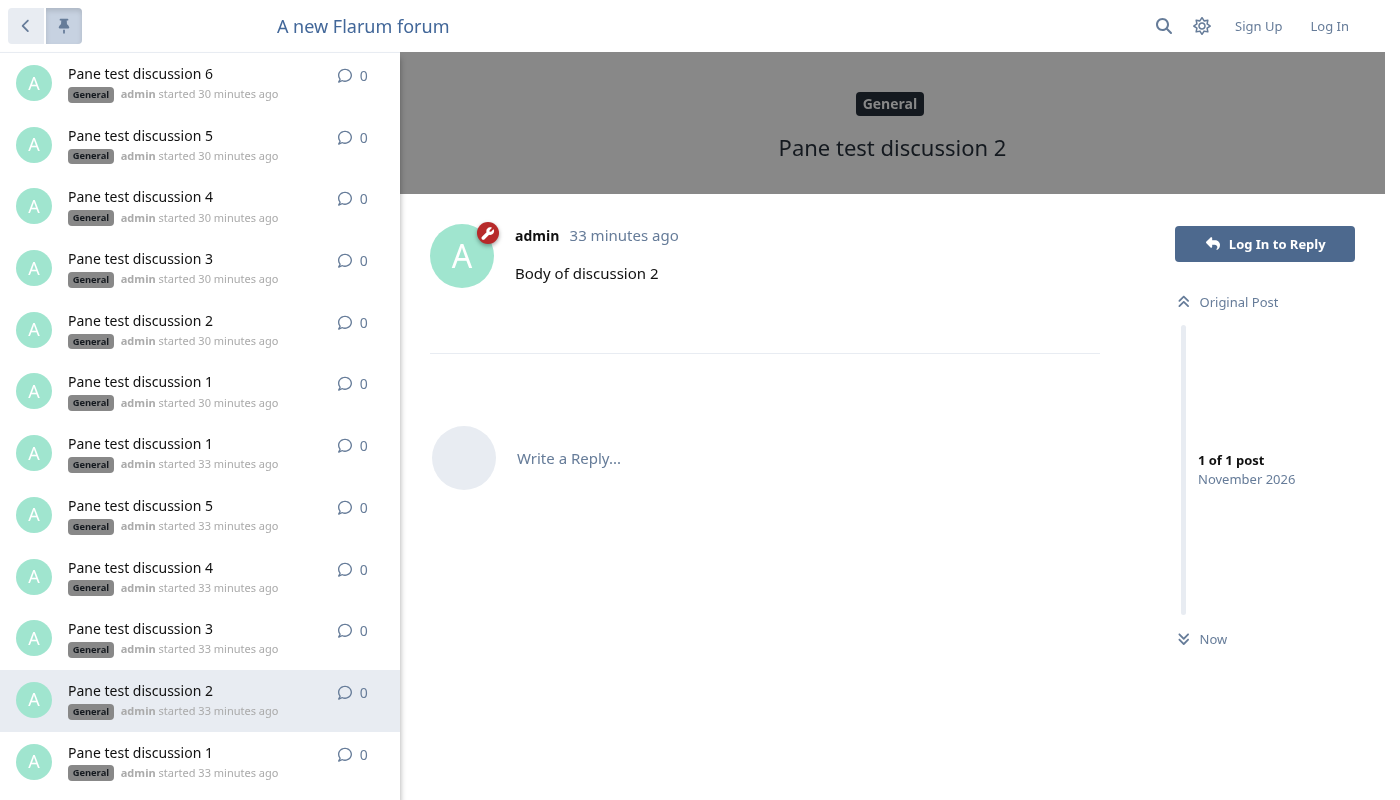 A new Flarum forum
Sign Up
Log In
A
Pane test discussion 6
General admin started 30 minutes ago
0
A
Pane test discussion 5
General admin started 30 minutes ago
0
A
Pane test discussion 4
General admin started 30 minutes ago
0
A
Pane test discussion 3
General admin started 30 minutes ago
0
A
Pane test discussion 2
General admin started 30 minutes ago
0
A
Pane test discussion 1
General admin started 30 minutes ago
0
A
Pane test discussion 1
General admin started 33 minutes ago
0
A
Pane test discussion 5
General admin started 33 minutes ago
0
A
Pane test discussion 4
General admin started 33 minutes ago
0
A
Pane test discussion 3
General admin started 33 minutes ago
0
A
Pane test discussion 2
General admin started 33 minutes ago
0
A
Pane test discussion 1
General admin started 33 minutes ago
0
General
Pane test discussion 2
A
admin 33 minutes ago
Body of discussion 2
Write a Reply...
Log In to Reply
Original Post
1 of 1 post
November 2026
Now